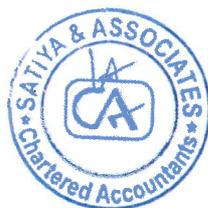 ★ SATIYA & ASSOCIATES ★
Chartered Accountants
CA